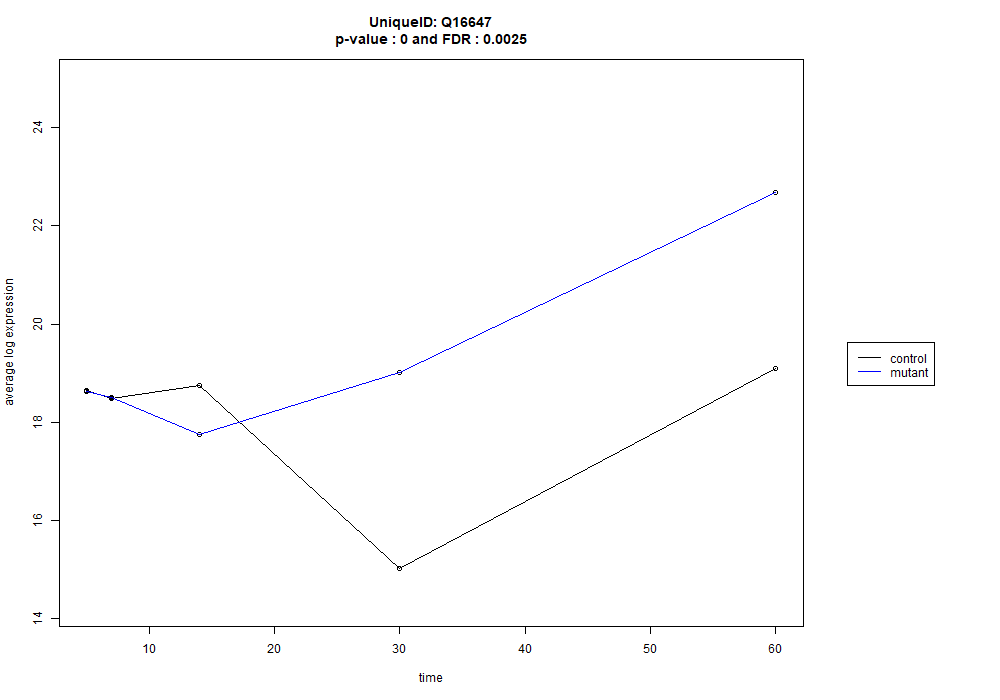 UniqueID: Q16647
p-value : 0 and FDR : 0.0025
average log expression
24
22
20
18
16
14
10
20
30
40
50
60
time
control
mutant